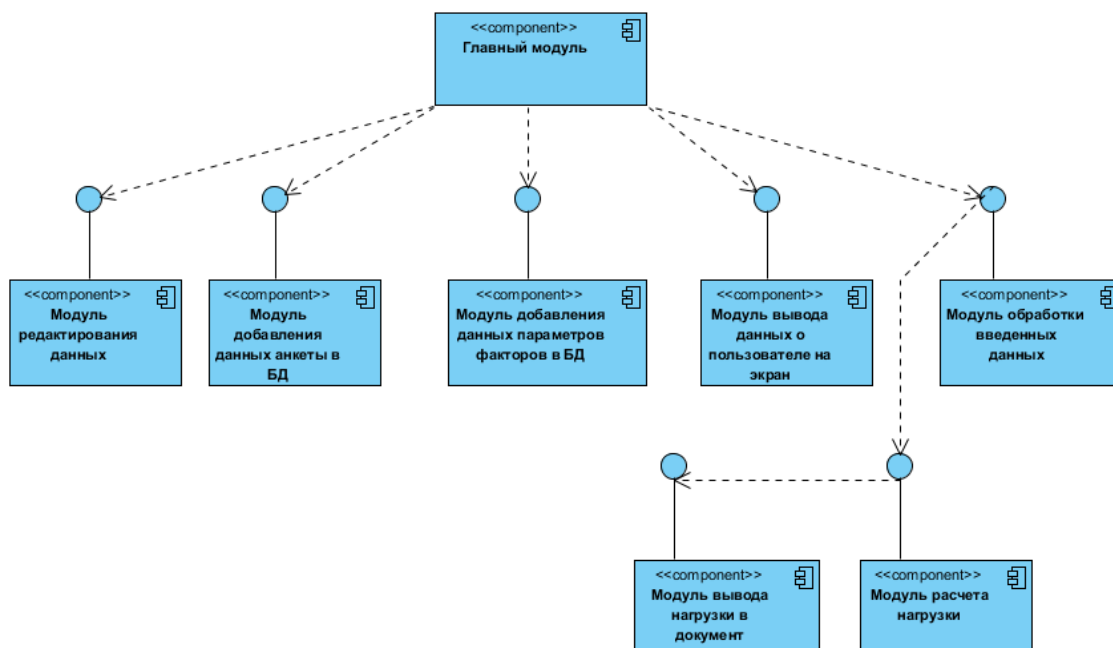 <<component>>
Главный модуль
<<component>>
Модуль
редактирования
данных
<<component>>
Модуль
добавления
данных анкеты в
БД
<<component>>
Модуль добавления
данных параметров
факторов в БД
<<component>>
Модуль вывода
данных о
пользователе на
экран
<<component>>
Модуль обработки
введенных
данных
<<component>>
Модуль вывода
нагрузки в
документ
<<component>>
Модуль расчета
нагрузки